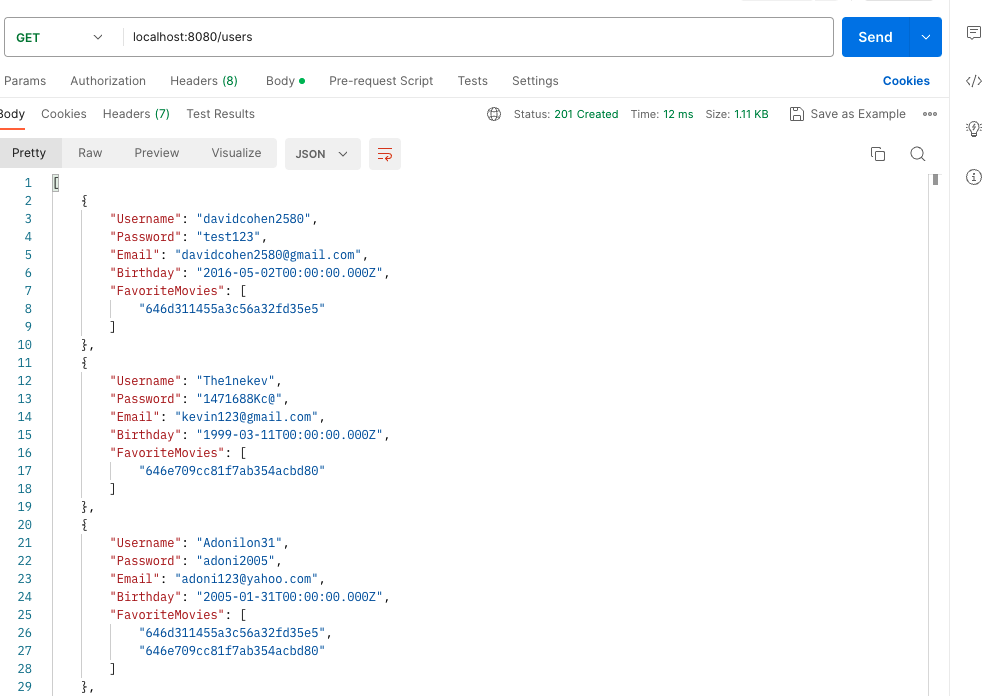 GET localhost:8080/users Send
Params Authorization Headers (8) Body Pre-request Script Tests Settings Cookies
Body Cookies Headers (7) Test Results Status: 201 Created Time: 12 ms Size: 1.11 KB Save as Example
Pretty Raw Preview Visualize JSON
1 [
2 {
3 "Username": "davidcohen2580",
4 "Password": "test123",
5 "Email": "davidcohen2580@gmail.com",
6 "Birthday": "2016-05-02T00:00:00.000Z",
7 "FavoriteMovies": [
8 "646d311455a3c56a32fd35e5"
9 ]
10 },
11 {
12 "Username": "The1nekev",
13 "Password": "1471688Kc@",
14 "Email": "kevin123@gmail.com",
15 "Birthday": "1999-03-11T00:00:00.000Z",
16 "FavoriteMovies": [
17 "646e709cc81f7ab354acbd80"
18 ]
19 },
20 {
21 "Username": "Adonilon31",
22 "Password": "adoni2005",
23 "Email": "adoni123@yahoo.com",
24 "Birthday": "2005-01-31T00:00:00.000Z",
25 "FavoriteMovies": [
26 "646d311455a3c56a32fd35e5",
27 "646e709cc81f7ab354acbd80"
28 ]
29 },